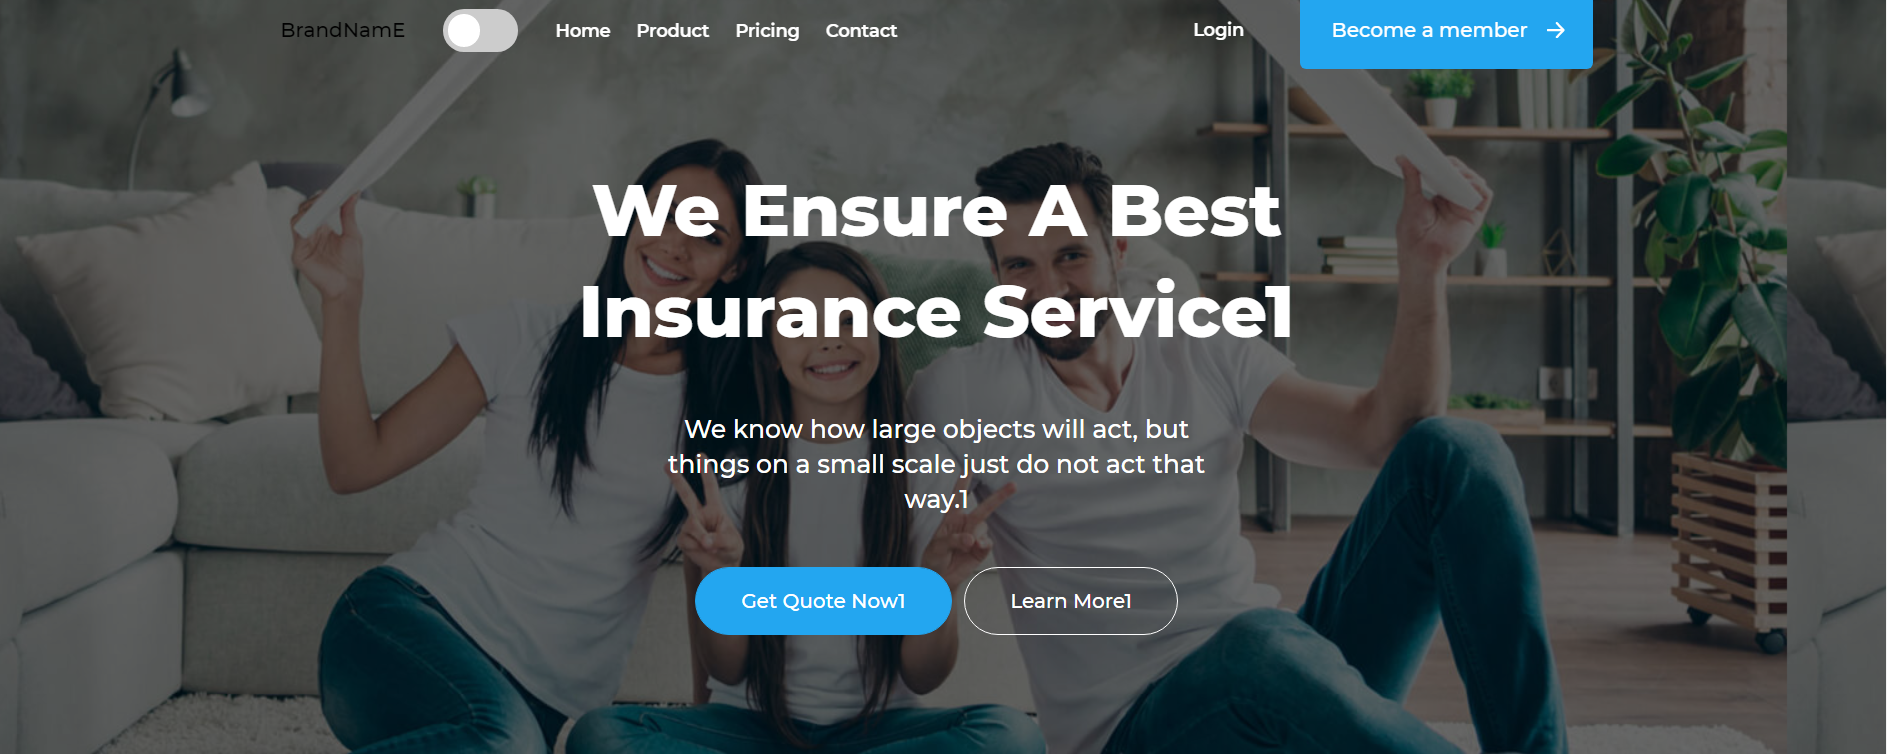 BrandNamE Home Product Pricing Contact Login Become a member
We Ensure A Best
Insurance Service1
We know how large objects will act, but
things on a small scale just do not act that
way.1
Get Quote Now1 Learn More1